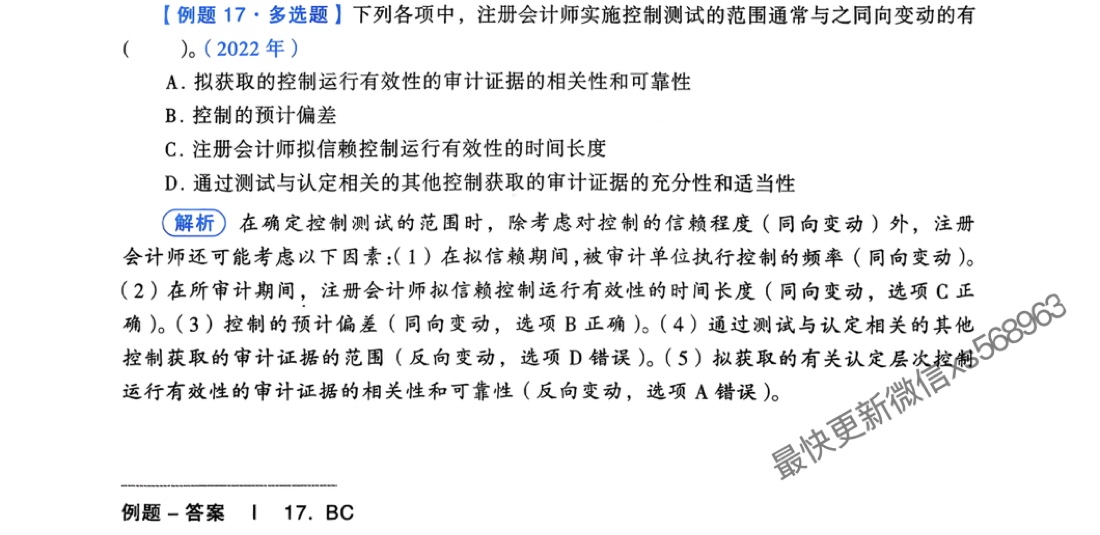 【例题 17·多选题】下列各项中，注册会计师实施控制测试的范围通常与之同向变动的有
(　　)。（2022 年）
A. 拟获取的控制运行有效性的审计证据的相关性和可靠性
B. 控制的预计偏差
C. 注册会计师拟信赖控制运行有效性的时间长度
D. 通过测试与认定相关的其他控制获取的审计证据的充分性和适当性
解析 在确定控制测试的范围时，除考虑对控制的信赖程度（同向变动）外，注册
会计师还可能考虑以下因素:(1) 在拟信赖期间,被审计单位执行控制的频率（同向变动)。
(2) 在所审计期间，注册会计师拟信赖控制运行有效性的时间长度（同向变动，选项 C 正
确)。(3) 控制的预计偏差（同向变动，选项 B 正确)。(4) 通过测试与认定相关的其他
控制获取的审计证据的范围（反向变动，选项 D 错误)。(5) 拟获取的有关认定层次控制
运行有效性的审计证据的相关性和可靠性（反向变动，选项 A 错误)。
例题 – 答案 | 17. BC